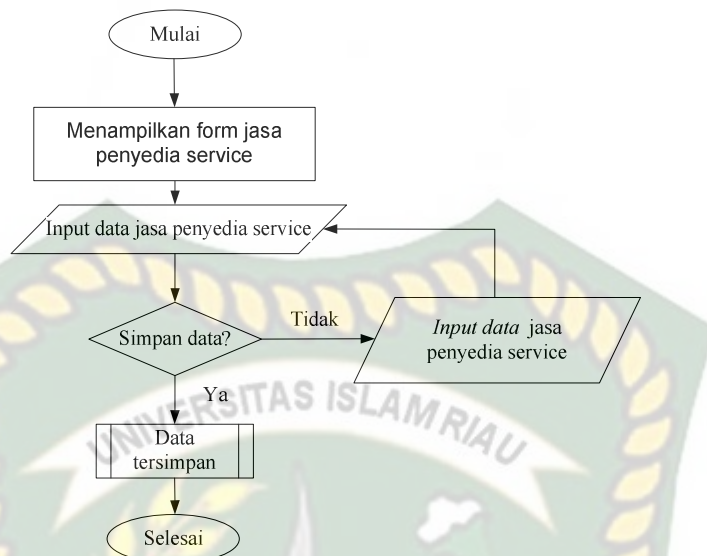 Mulai
Menampilkan form jasa
penyedia service
Input data jasa penyedia service
Simpan data?
Tidak
Input data jasa
penyedia service
Ya
UNIVERSITAS ISLAM RIAU
Data
tersimpan
Selesai